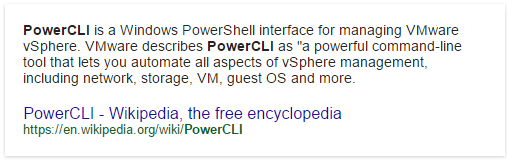 PowerCLI is a Windows PowerShell interface for managing VMware
vSphere. VMware describes PowerCLI as "a powerful command-line
tool that lets you automate all aspects of vSphere management,
including network, storage, VM, guest OS and more.
PowerCLI - Wikipedia, the free encyclopedia
https://en.wikipedia.org/wiki/PowerCLI